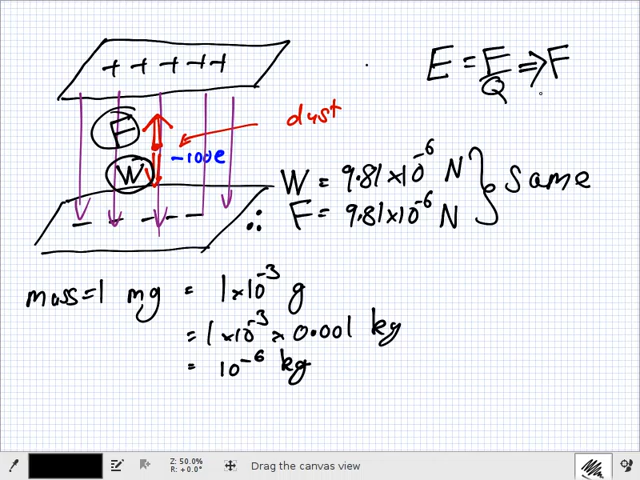 + + + + +
E = F/Q => F
F
dust
-100e
W
W = 9.81 x 10^-6 N
F = 9.81 x 10^-6 N
} same
∴
- - - - -
mass = 1 mg = 1 x 10^-3 g
= 1 x 10^-3 x 0.001 kg
= 10^-6 kg
Z: 50.0%
R: +0.0°
Drag the canvas view